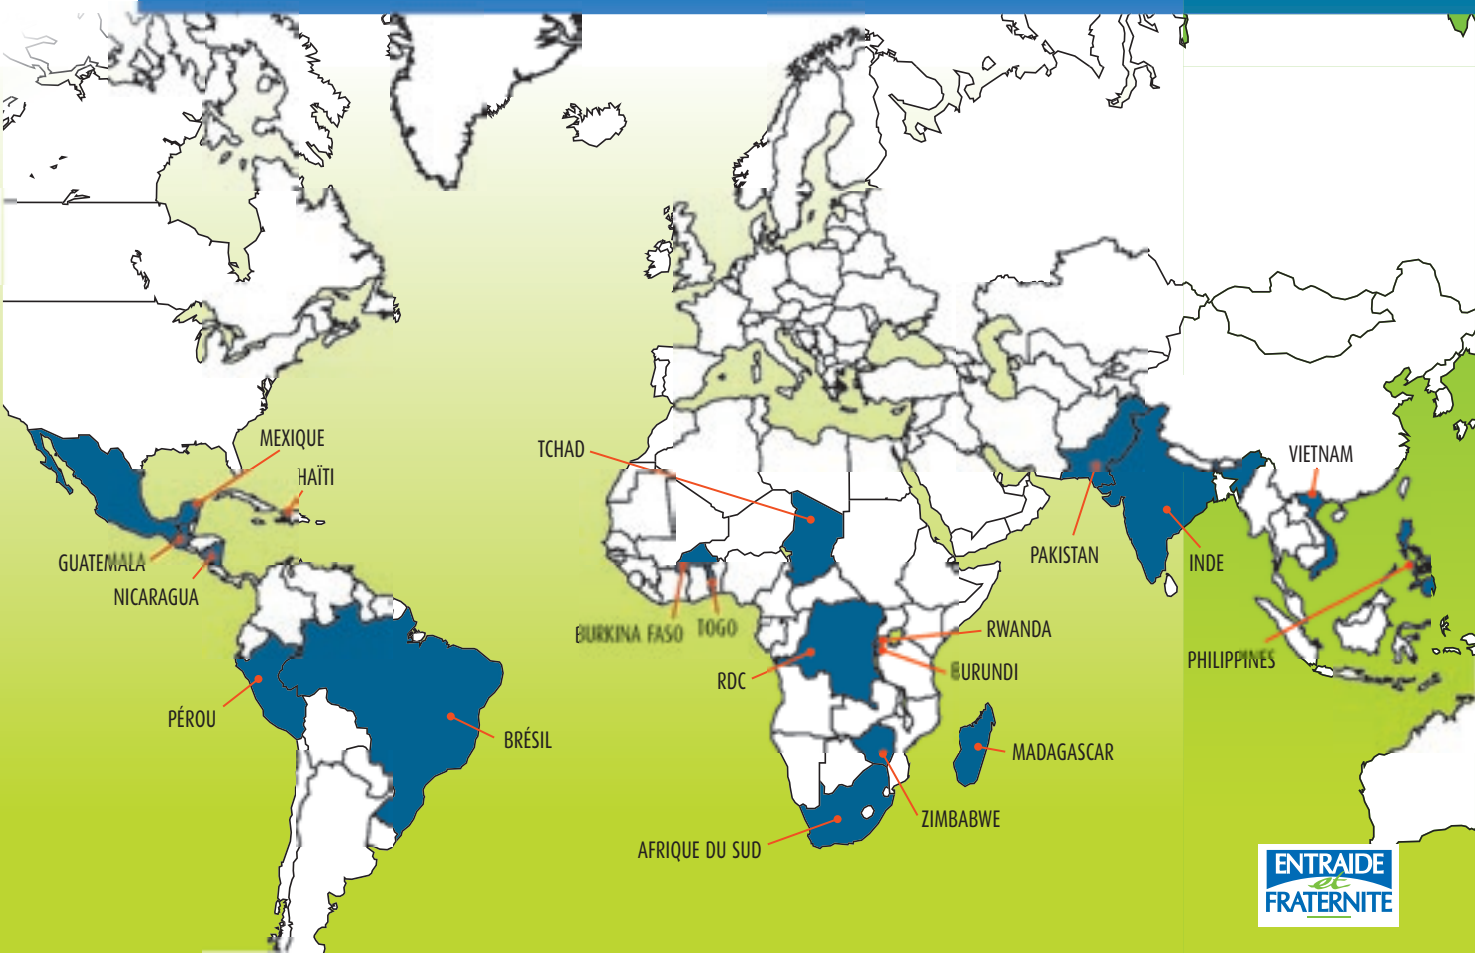 MEXIQUE
HAÏTI
GUATEMALA
NICARAGUA
PÉROU
BRÉSIL
TCHAD
BURKINA FASO
TOGO
RDC
RWANDA
BURUNDI
MADAGASCAR
ZIMBABWE
AFRIQUE DU SUD
PAKISTAN
INDE
VIETNAM
PHILIPPINES
ENTRAIDE
et
FRATERNITE